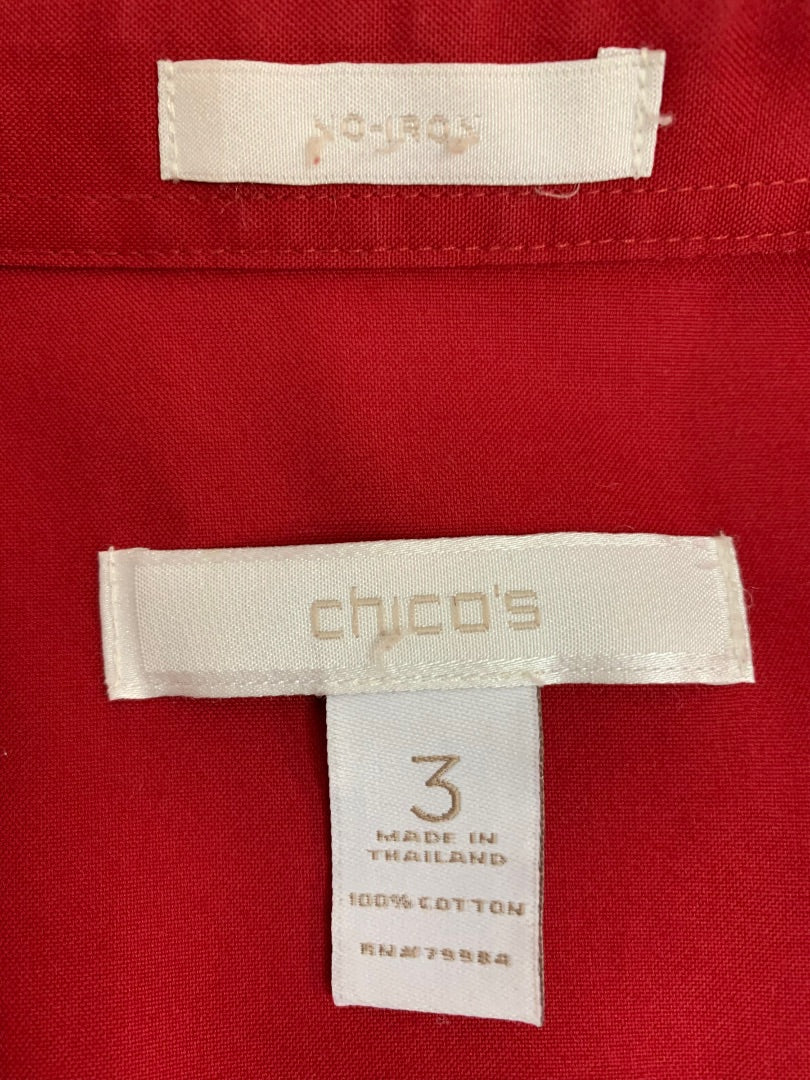 NO-IRON
chico's
3
MADE IN
THAILAND
100% COTTON
RN# 79984